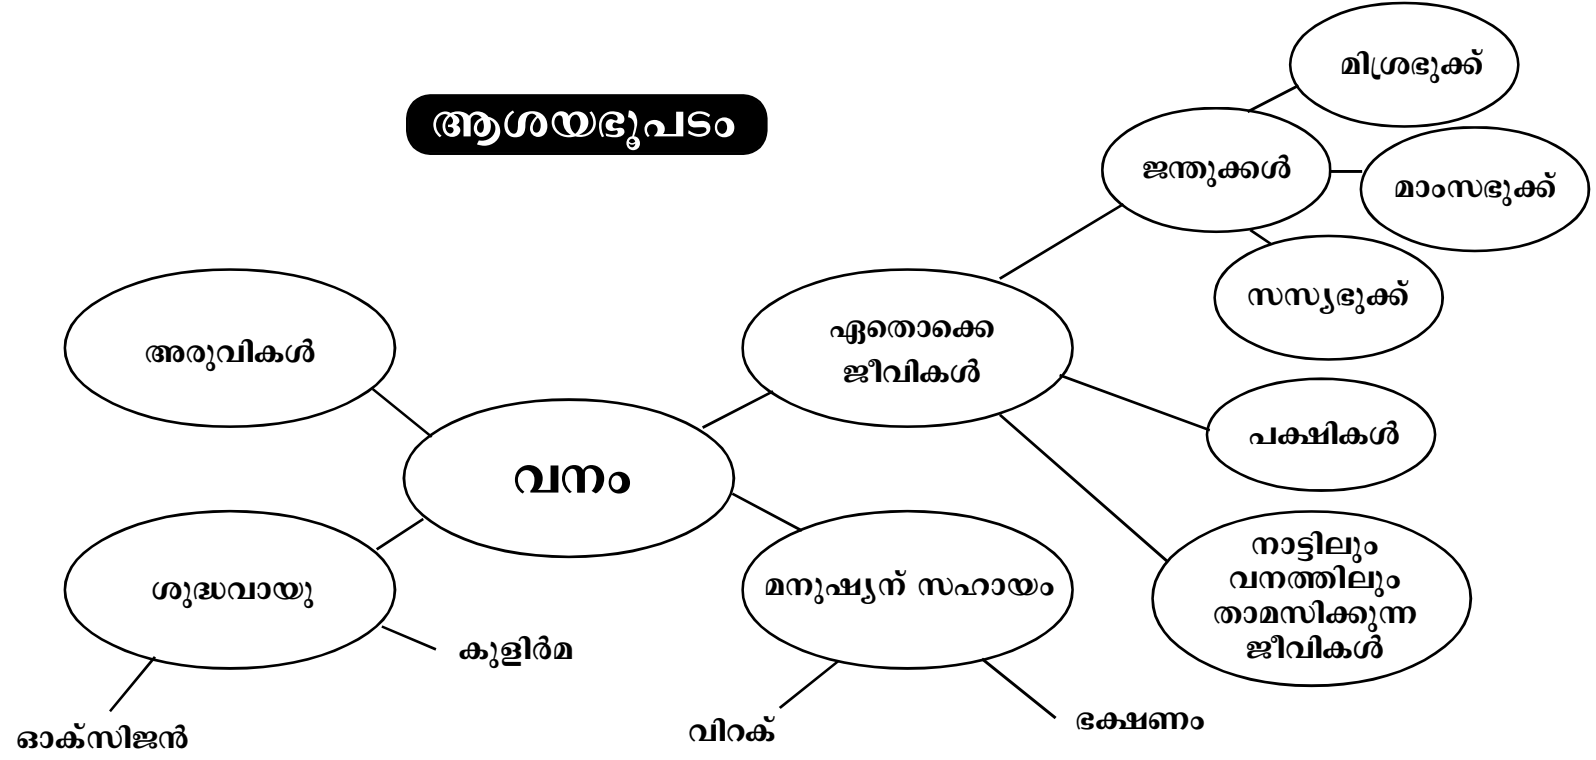 ആശയഭൂപടം
മിശ്രഭുക്ക്
ജന്തുക്കൾ
മാംസഭുക്ക്
സസ്യഭുക്ക്
ഏതൊക്കെ
ജീവികൾ
അരുവികൾ
പക്ഷികൾ
വനം
നാട്ടിലും
വനത്തിലും
താമസിക്കുന്ന
ജീവികൾ
ശുദ്ധവായു
മനുഷ്യന് സഹായം
കുളിർമ
ഓക്സിജൻ
വിറക്
ഭക്ഷണം